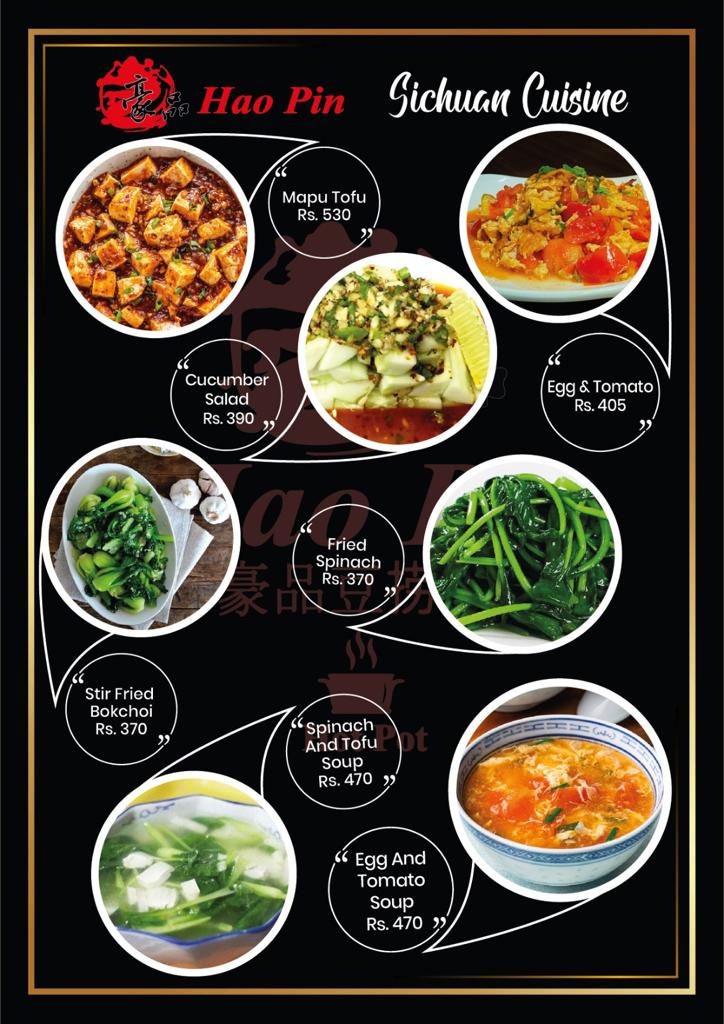 豪品 Hao Pin
Sichuan Cuisine
“
Mapu Tofu
Rs. 530
”
“
Cucumber
Salad
Rs. 390
”
“
Egg & Tomato
Rs. 405
”
“
Fried
Spinach
Rs. 370
”
“
Stir Fried
Bokchoi
Rs. 370
”
“
Spinach
And Tofu
Soup
Rs. 470
”
“
Egg And
Tomato
Soup
Rs. 470
”
Hao P
豪品豆捞
Hot Pot